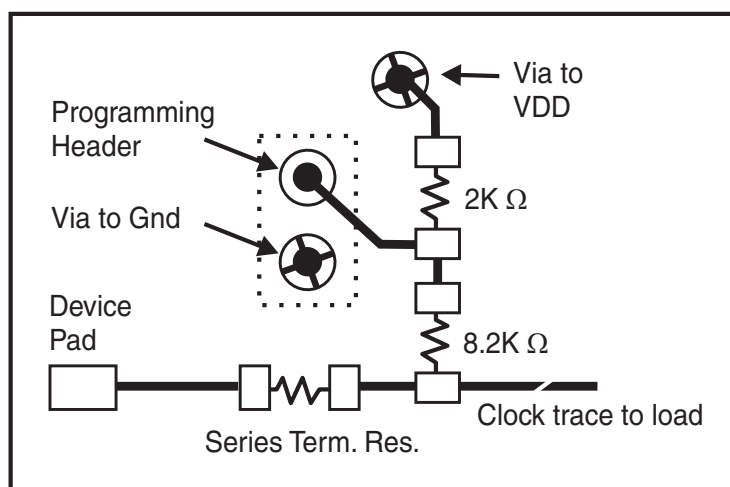 Via to
VDD
Programming
Header
2K Ω
Via to Gnd
Device
Pad
8.2K Ω
Clock trace to load
Series Term. Res.